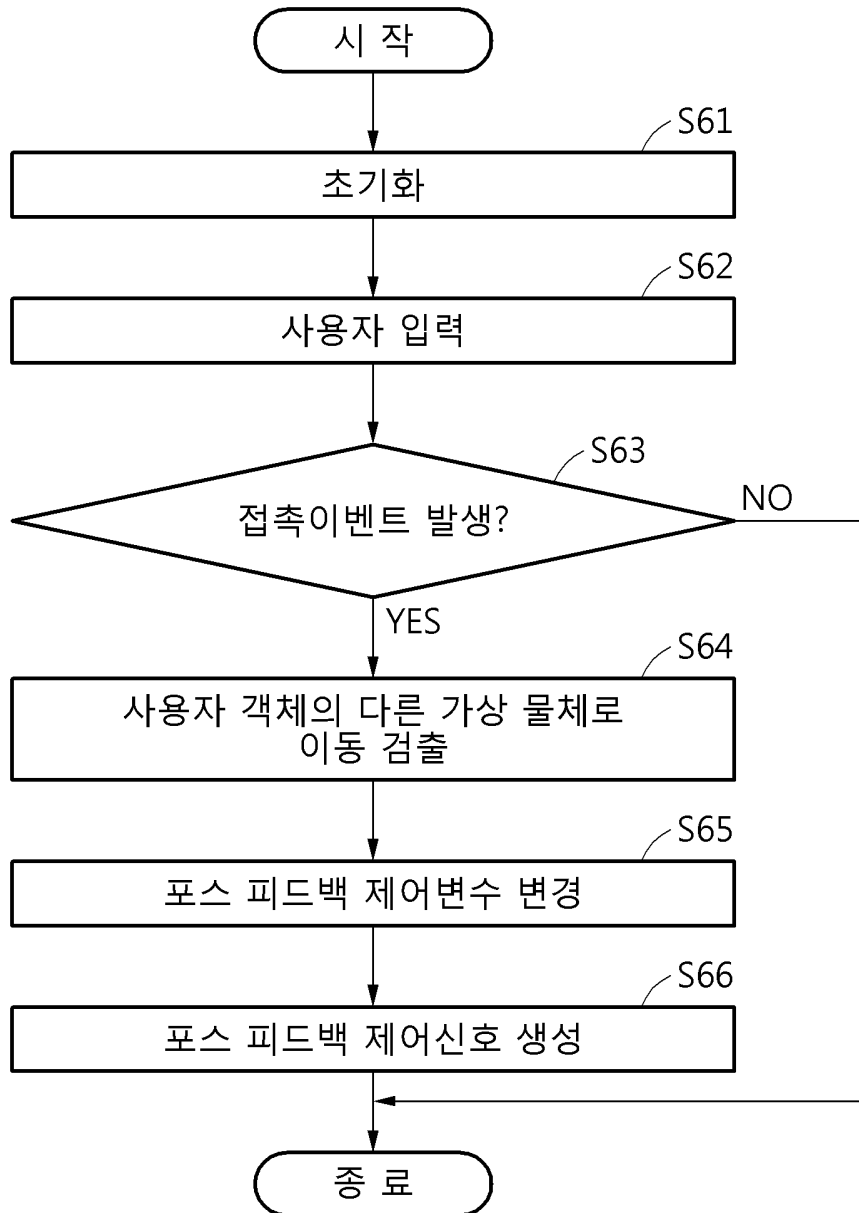 시 작
S61
초기화
S62
사용자 입력
S63
접촉이벤트 발생?
NO
YES
S64
사용자 객체의 다른 가상 물체로
이동 검출
S65
포스 피드백 제어변수 변경
S66
포스 피드백 제어신호 생성
종 료